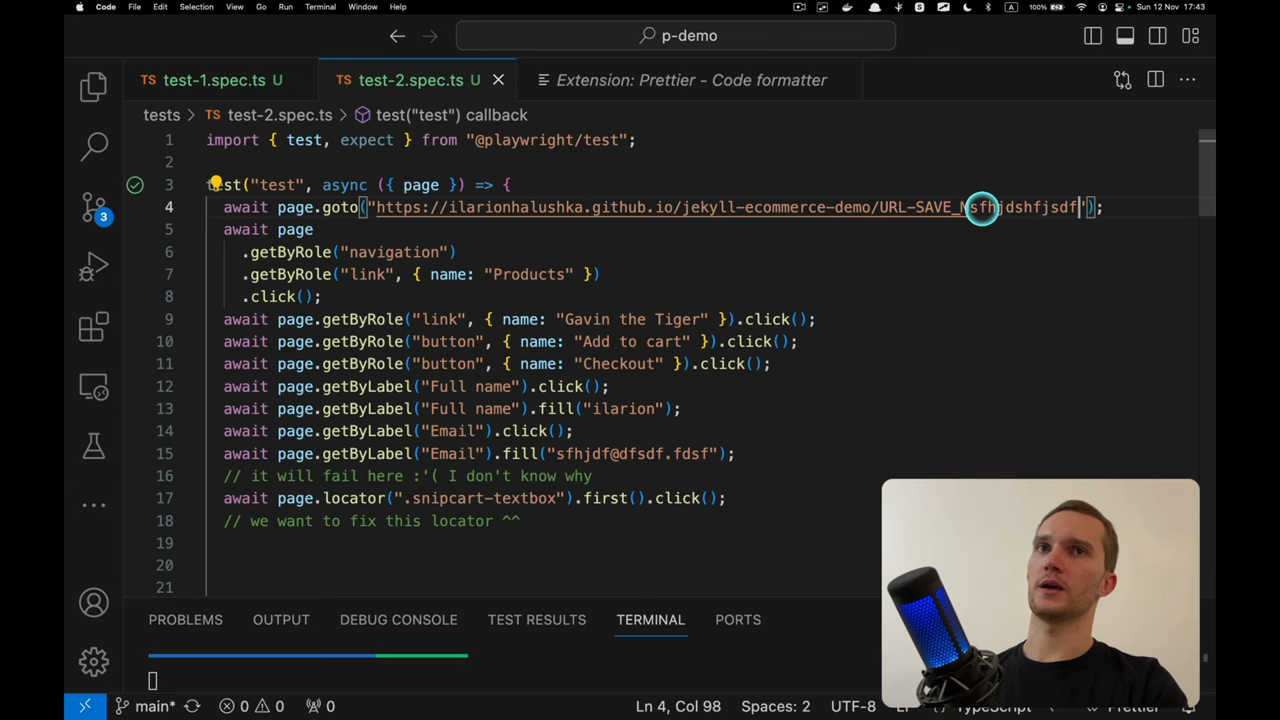 Code File Edit Selection View Go Run Terminal Window Help 100% Sun 12 Nov 17:43
p-demo
TS test-1.spec.ts U TS test-2.spec.ts U Extension: Prettier - Code formatter
tests > TS test-2.spec.ts > test("test") callback
1 import { test, expect } from "@playwright/test";
2
3 test("test", async ({ page }) => {
4 await page.goto("https://ilarionhalushka.github.io/jekyll-ecommerce-demo/URL-SAVE_Nsfhjdshfjsdf");
5 await page
6 .getByRole("navigation")
7 .getByRole("link", { name: "Products" })
8 .click();
9 await page.getByRole("link", { name: "Gavin the Tiger" }).click();
10 await page.getByRole("button", { name: "Add to cart" }).click();
11 await page.getByRole("button", { name: "Checkout" }).click();
12 await page.getByLabel("Full name").click();
13 await page.getByLabel("Full name").fill("ilarion");
14 await page.getByLabel("Email").click();
15 await page.getByLabel("Email").fill("sfhjdf@dfsdf.fdsf");
16 // it will fail here :'( I don't know why
17 await page.locator(".snipcart-textbox").first().click();
18 // we want to fix this locator ^^
19
20
21
3
PROBLEMS OUTPUT DEBUG CONSOLE TEST RESULTS TERMINAL PORTS
main* 0 0 0 Ln 4, Col 98 Spaces: 2 UTF-8 LF TypeScript Prettier